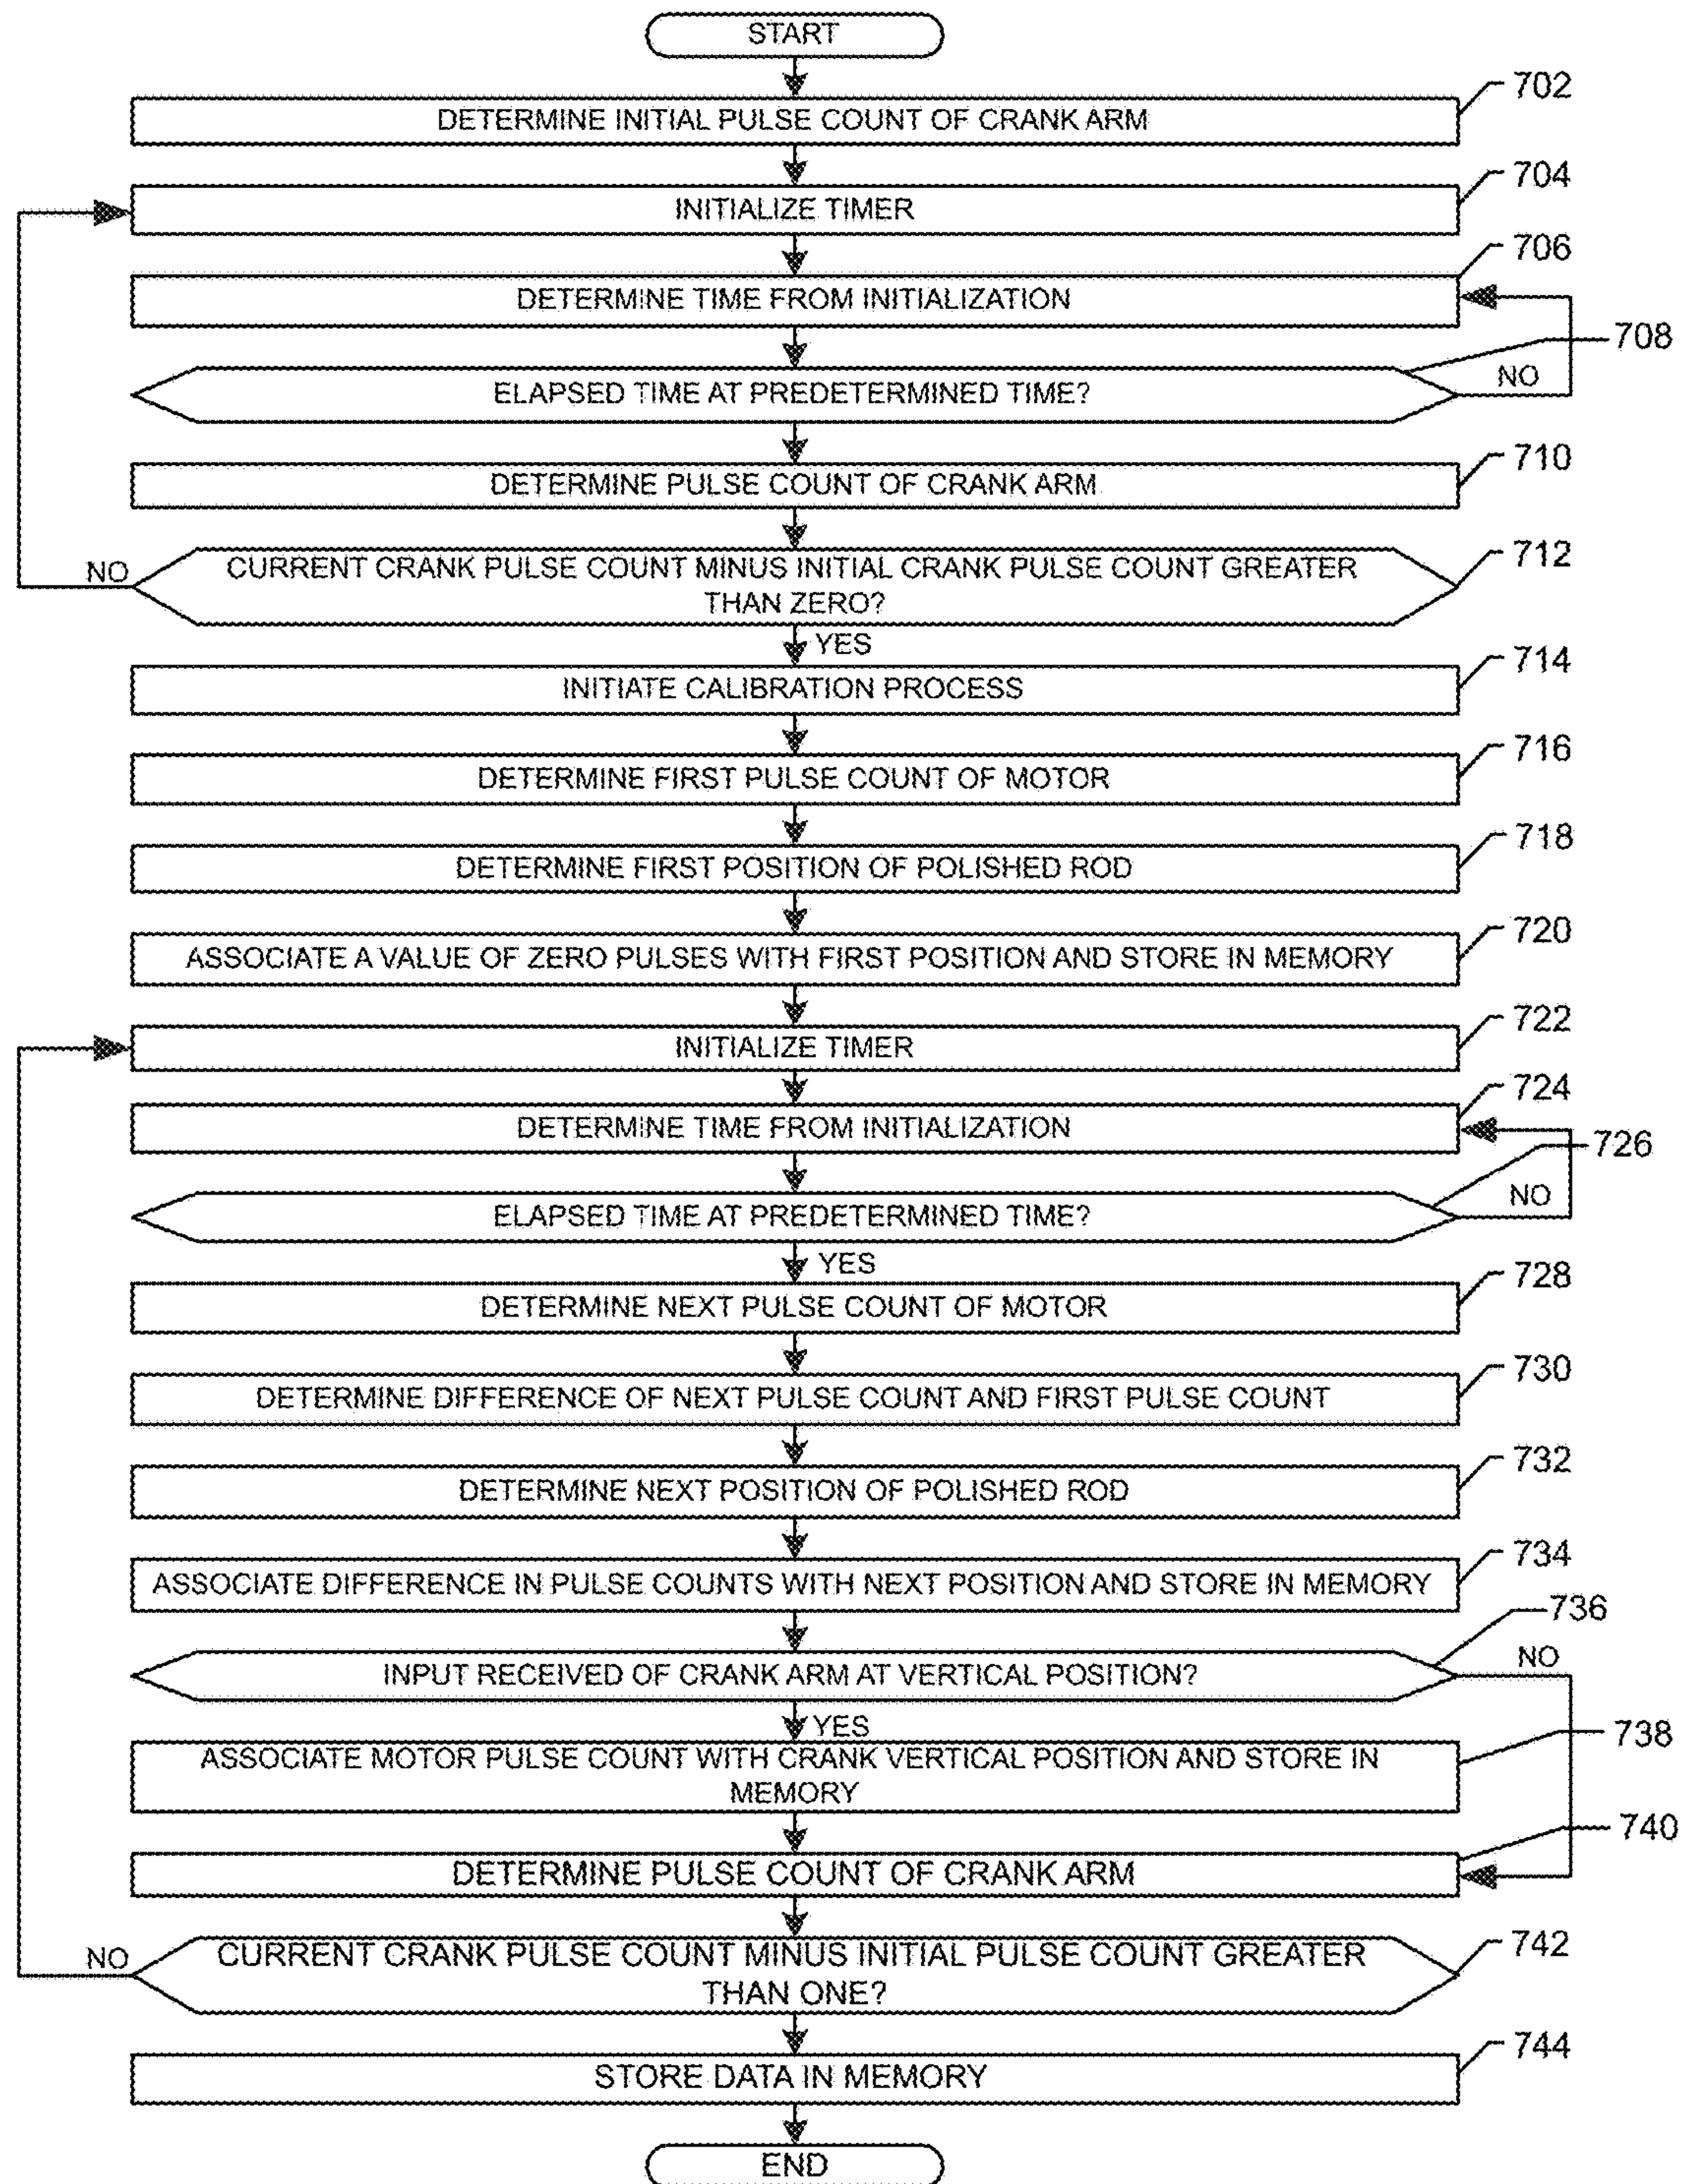 START
702
DETERMINE INITIAL PULSE COUNT OF CRANK ARM
704
INITIALIZE TIMER
706
DETERMINE TIME FROM INITIALIZATION
708
ELAPSED TIME AT PREDETERMINED TIME?
NO
710
DETERMINE PULSE COUNT OF CRANK ARM
712
CURRENT CRANK PULSE COUNT MINUS INITIAL CRANK PULSE COUNT GREATER
THAN ZERO?
NO
YES
714
INITIATE CALIBRATION PROCESS
716
DETERMINE FIRST PULSE COUNT OF MOTOR
718
DETERMINE FIRST POSITION OF POLISHED ROD
720
ASSOCIATE A VALUE OF ZERO PULSES WITH FIRST POSITION AND STORE IN MEMORY
722
INITIALIZE TIMER
724
DETERMINE TIME FROM INITIALIZATION
726
ELAPSED TIME AT PREDETERMINED TIME?
NO
YES
728
DETERMINE NEXT PULSE COUNT OF MOTOR
730
DETERMINE DIFFERENCE OF NEXT PULSE COUNT AND FIRST PULSE COUNT
732
DETERMINE NEXT POSITION OF POLISHED ROD
734
ASSOCIATE DIFFERENCE IN PULSE COUNTS WITH NEXT POSITION AND STORE IN MEMORY
736
INPUT RECEIVED OF CRANK ARM AT VERTICAL POSITION?
NO
YES
738
ASSOCIATE MOTOR PULSE COUNT WITH CRANK VERTICAL POSITION AND STORE IN
MEMORY
740
DETERMINE PULSE COUNT OF CRANK ARM
742
CURRENT CRANK PULSE COUNT MINUS INITIAL PULSE COUNT GREATER
THAN ONE?
NO
744
STORE DATA IN MEMORY
END